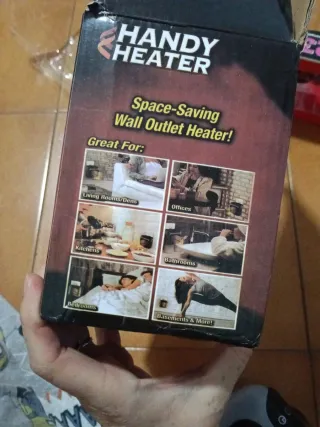 HANDY
HEATER
Space-Saving
Wall Outlet Heater!
Great For:
Living Rooms/Dens
Offices
Kitchens
Bathrooms
Bedrooms
Basements & More!